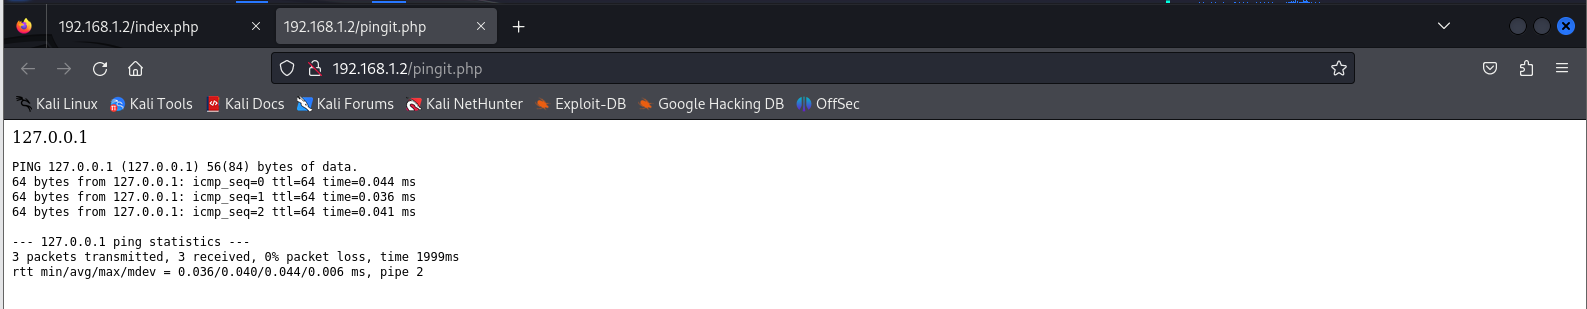 192.168.1.2/index.php
192.168.1.2/pingit.php
192.168.1.2/pingit.php
Kali Linux Kali Tools Kali Docs Kali Forums Kali NetHunter Exploit-DB Google Hacking DB OffSec
127.0.0.1
PING 127.0.0.1 (127.0.0.1) 56(84) bytes of data.
64 bytes from 127.0.0.1: icmp_seq=0 ttl=64 time=0.044 ms
64 bytes from 127.0.0.1: icmp_seq=1 ttl=64 time=0.036 ms
64 bytes from 127.0.0.1: icmp_seq=2 ttl=64 time=0.041 ms
--- 127.0.0.1 ping statistics ---
3 packets transmitted, 3 received, 0% packet loss, time 1999ms
rtt min/avg/max/mdev = 0.036/0.040/0.044/0.006 ms, pipe 2